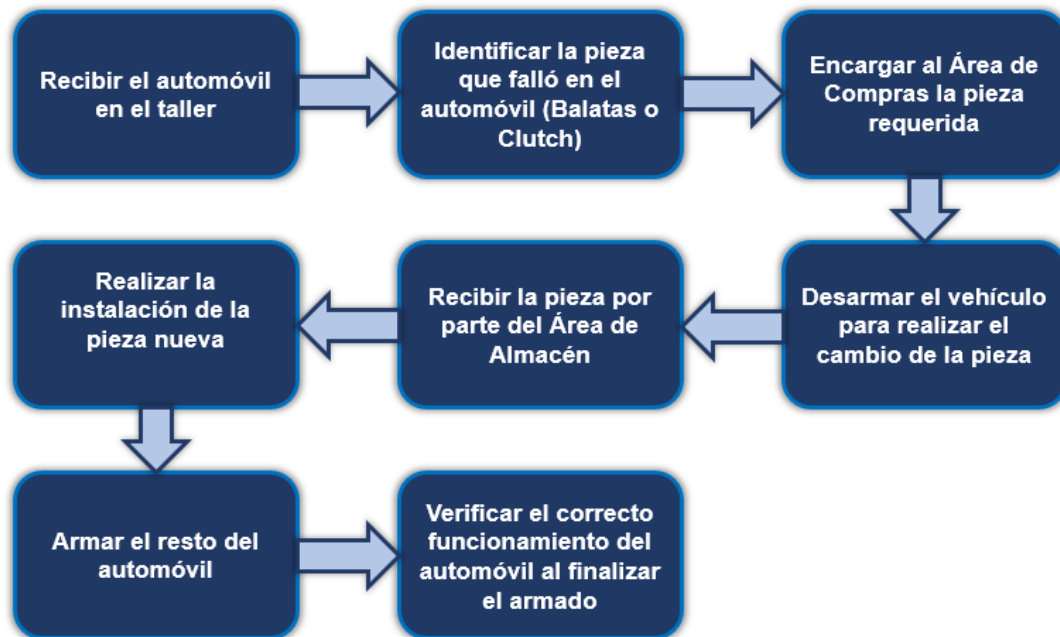 Recibir el automóvil
en el taller
Identificar la pieza
que falló en el
automóvil (Balatas o
Clutch)
Encargar al Área de
Compras la pieza
requerida
Desarmar el vehículo
para realizar el
cambio de la pieza
Recibir la pieza por
parte del Área de
Almacén
Realizar la
instalación de la
pieza nueva
Armar el resto del
automóvil
Verificar el correcto
funcionamiento del
automóvil al finalizar
el armado